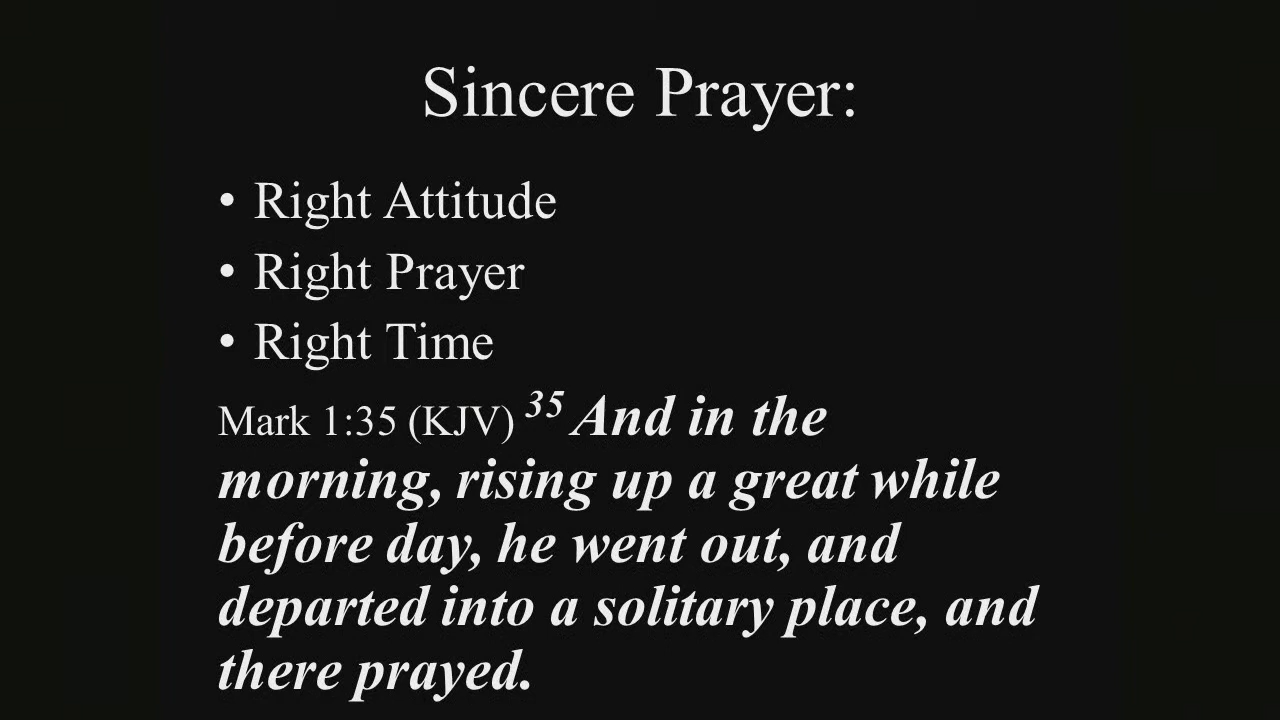 Sincere Prayer:
• Right Attitude
• Right Prayer
• Right Time
Mark 1:35 (KJV) 35 And in the
morning, rising up a great while
before day, he went out, and
departed into a solitary place, and
there prayed.